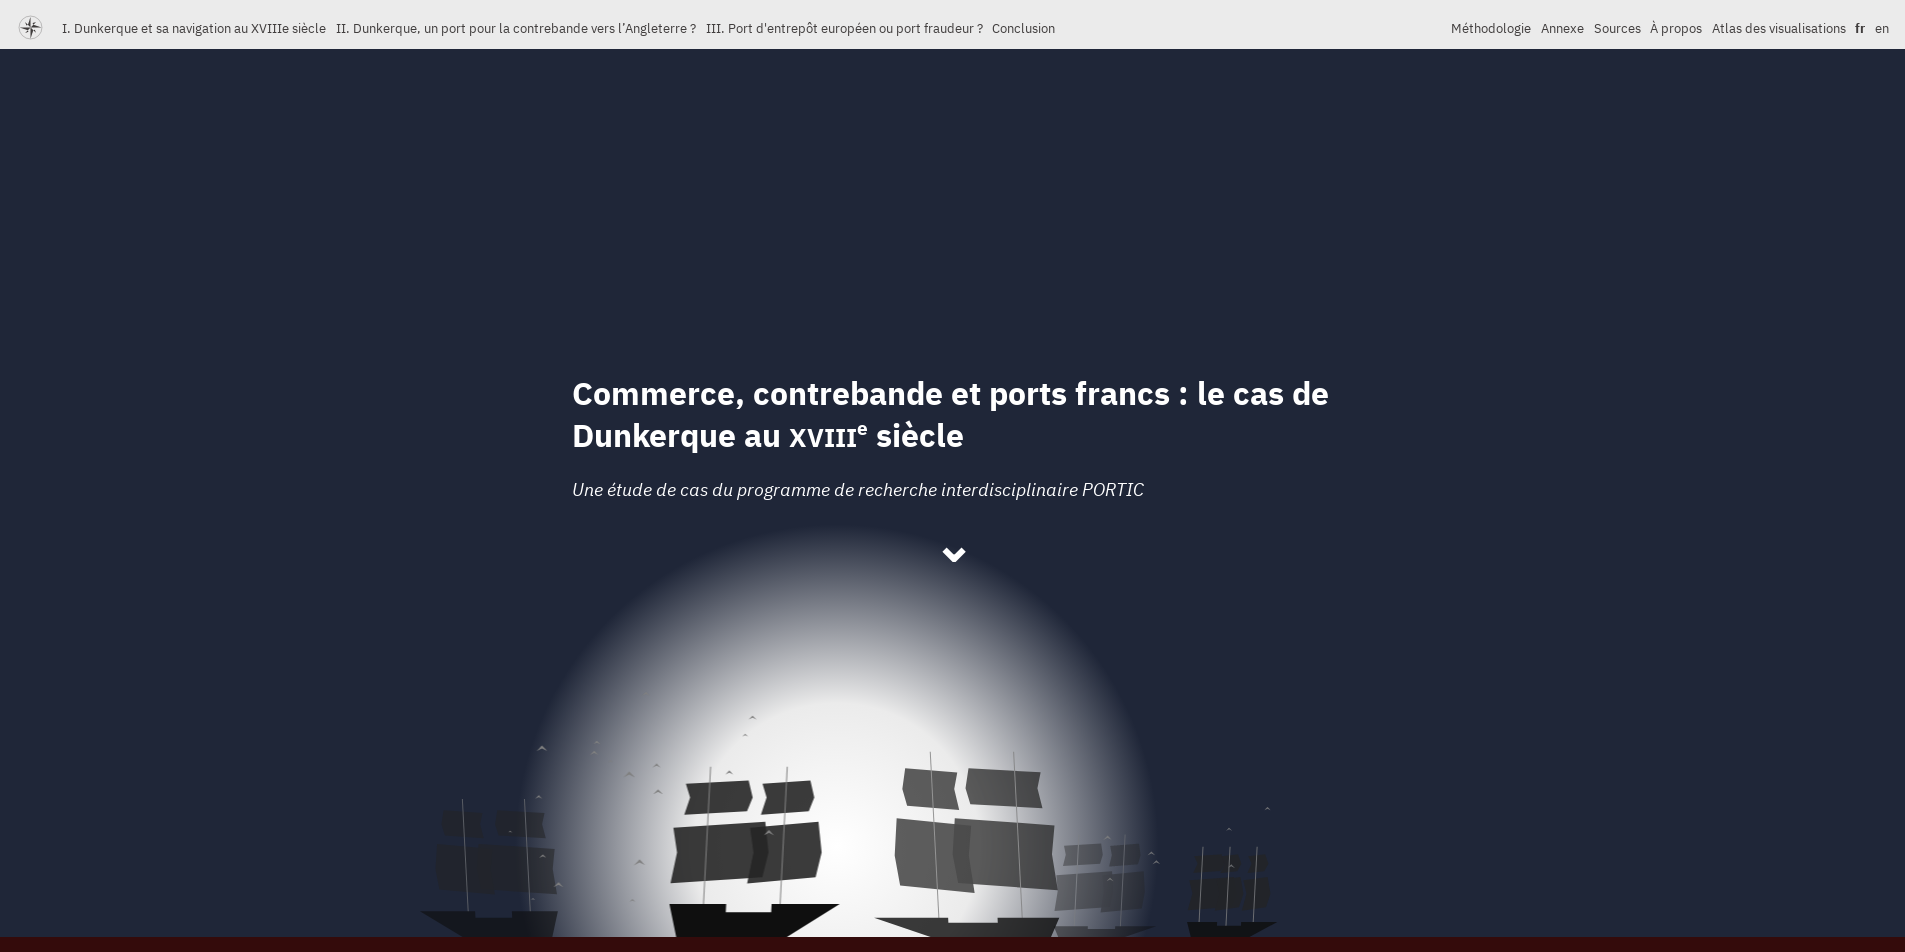 I. Dunkerque et sa navigation au XVIIIe siècle II. Dunkerque, un port pour la contrebande vers l’Angleterre ? III. Port d'entrepôt européen ou port fraudeur ? Conclusion Méthodologie Annexe Sources À propos Atlas des visualisations fr en
Commerce, contrebande et ports francs : le cas de
Dunkerque au XVIIIe siècle
Une étude de cas du programme de recherche interdisciplinaire PORTIC